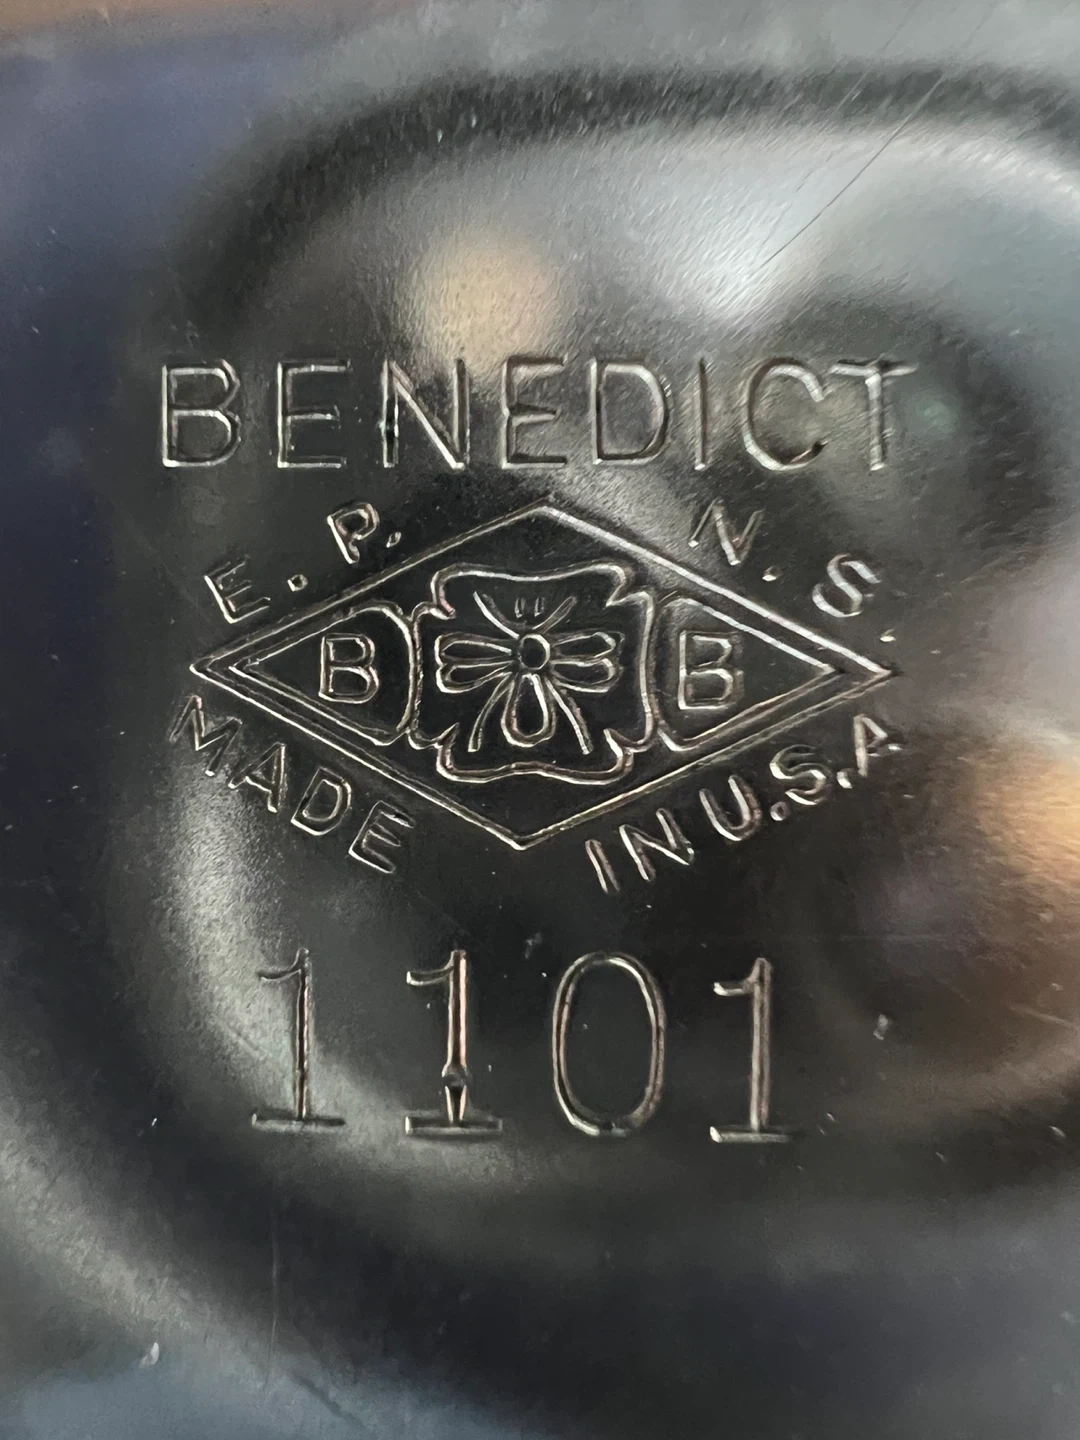 BENEDICT
E.P. N.S.
B B
MADE IN U.S.A
1101